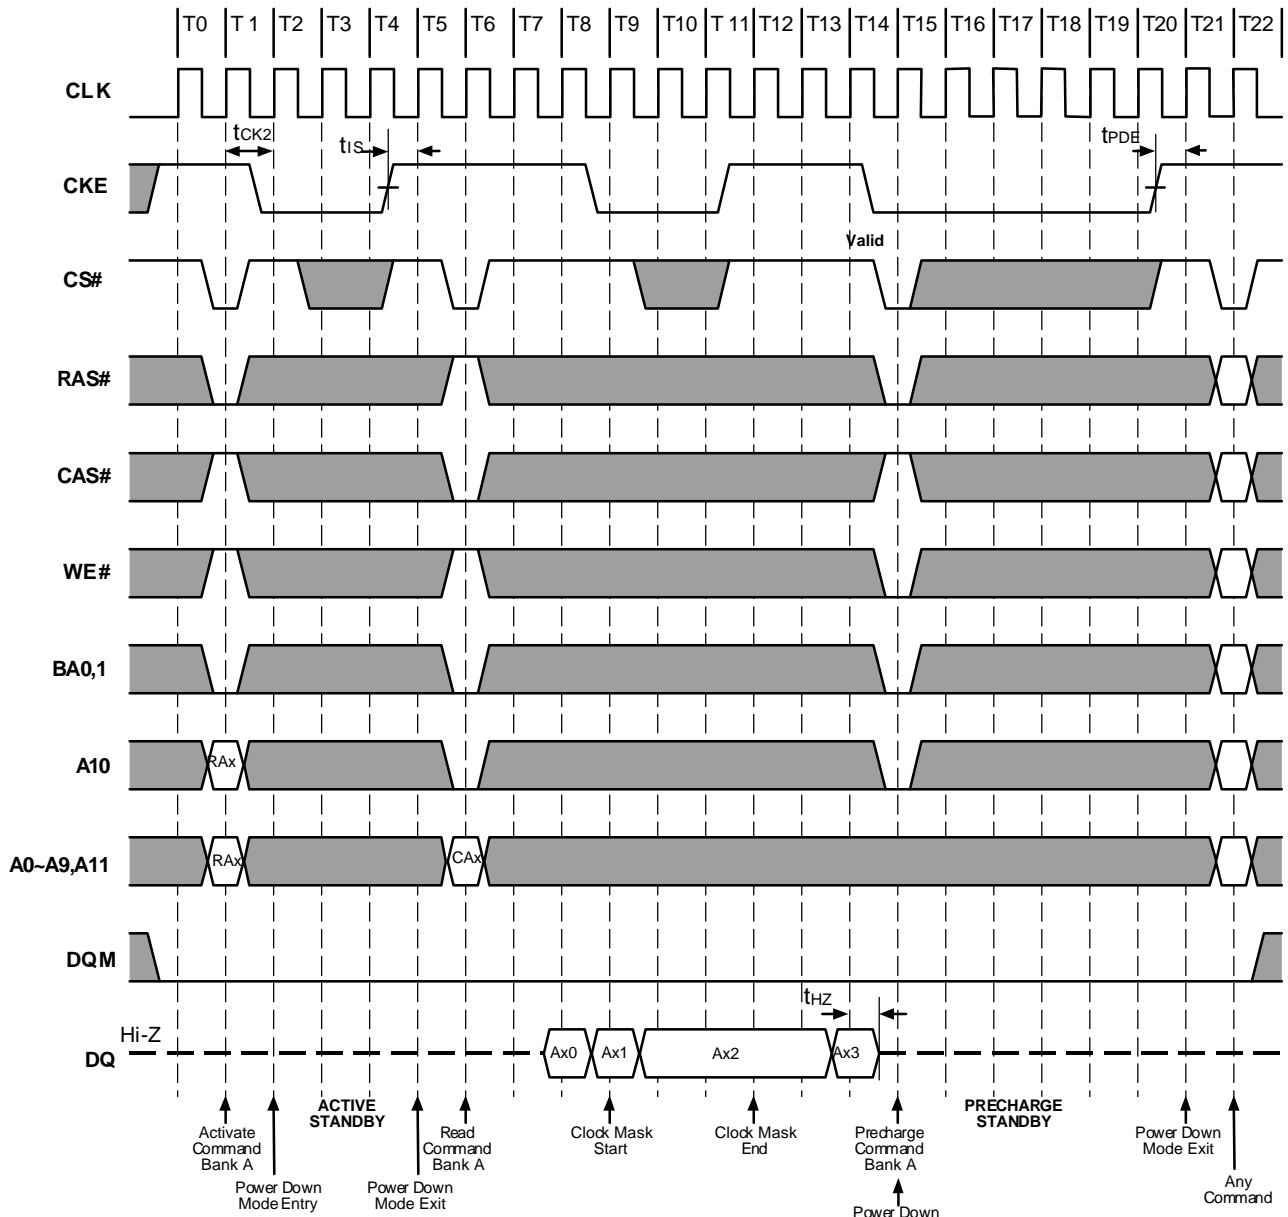 T0 T 1 T2 T3 T4 T5 T6 T7 T8 T9 T10 T 11 T12 T13 T14 T15 T16 T17 T18 T19 T20 T21 T22
CLK
tCK2
tIS
tPDE
CKE
Valid
CS#
RAS#
CAS#
WE#
BA0,1
A10
RAx
A0~A9,A11
RAx
CAx
DQM
tHZ
Hi-Z
DQ
Ax0
Ax1
Ax2
Ax3
Activate
Command
Bank A
Power Down
Mode Entry
ACTIVE
STANDBY
Power Down
Mode Exit
Read
Command
Bank A
Clock Mask
Start
Clock Mask
End
Precharge
Command
Bank A
Power Down
PRECHARGE
STANDBY
Power Down
Mode Exit
Any
Command